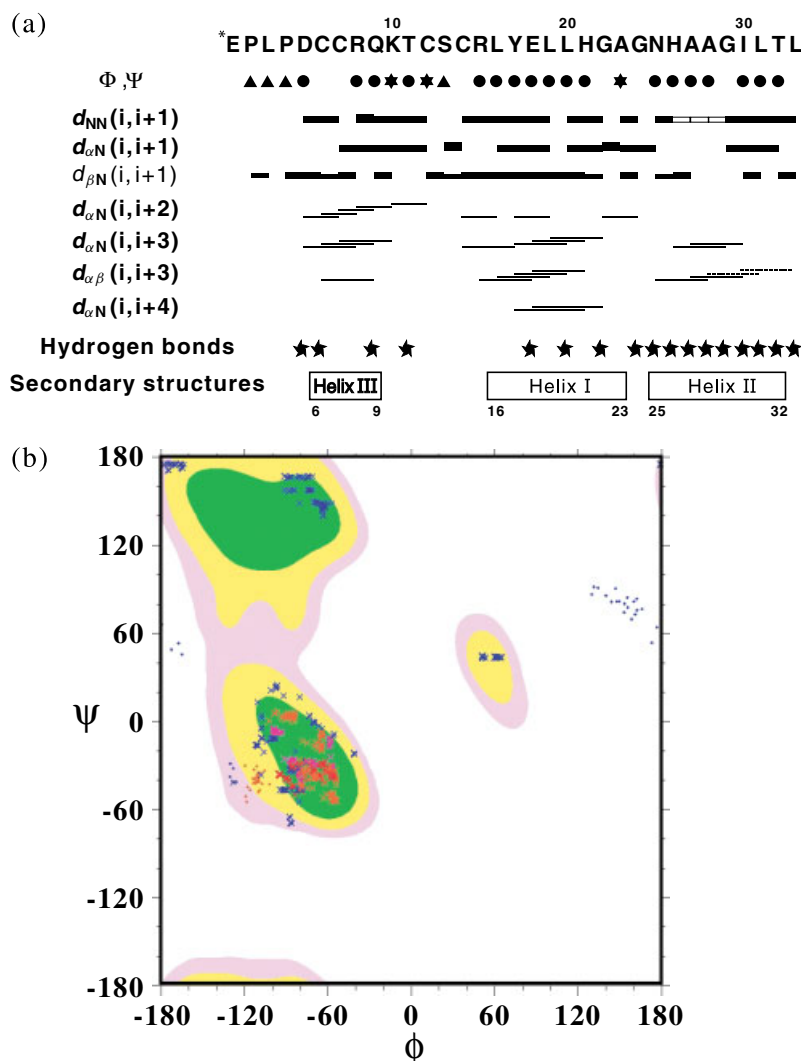 (a)
10 20 30
*EPLPDCCRQKTCSCRLYELLHGAGNHAAGILTL
Φ ,Ψ
dNN(i,i+1)
dαN(i,i+1)
dβN(i,i+1)
dαN(i,i+2)
dαN(i,i+3)
dαβ(i,i+3)
dαN(i,i+4)
Hydrogen bonds
Secondary structures Helix III Helix I Helix II
6 9 16 23 25 32
(b)
180
120
60
Ψ 0
-60
-120
-180
-180 -120 -60 0 60 120 180
ϕ